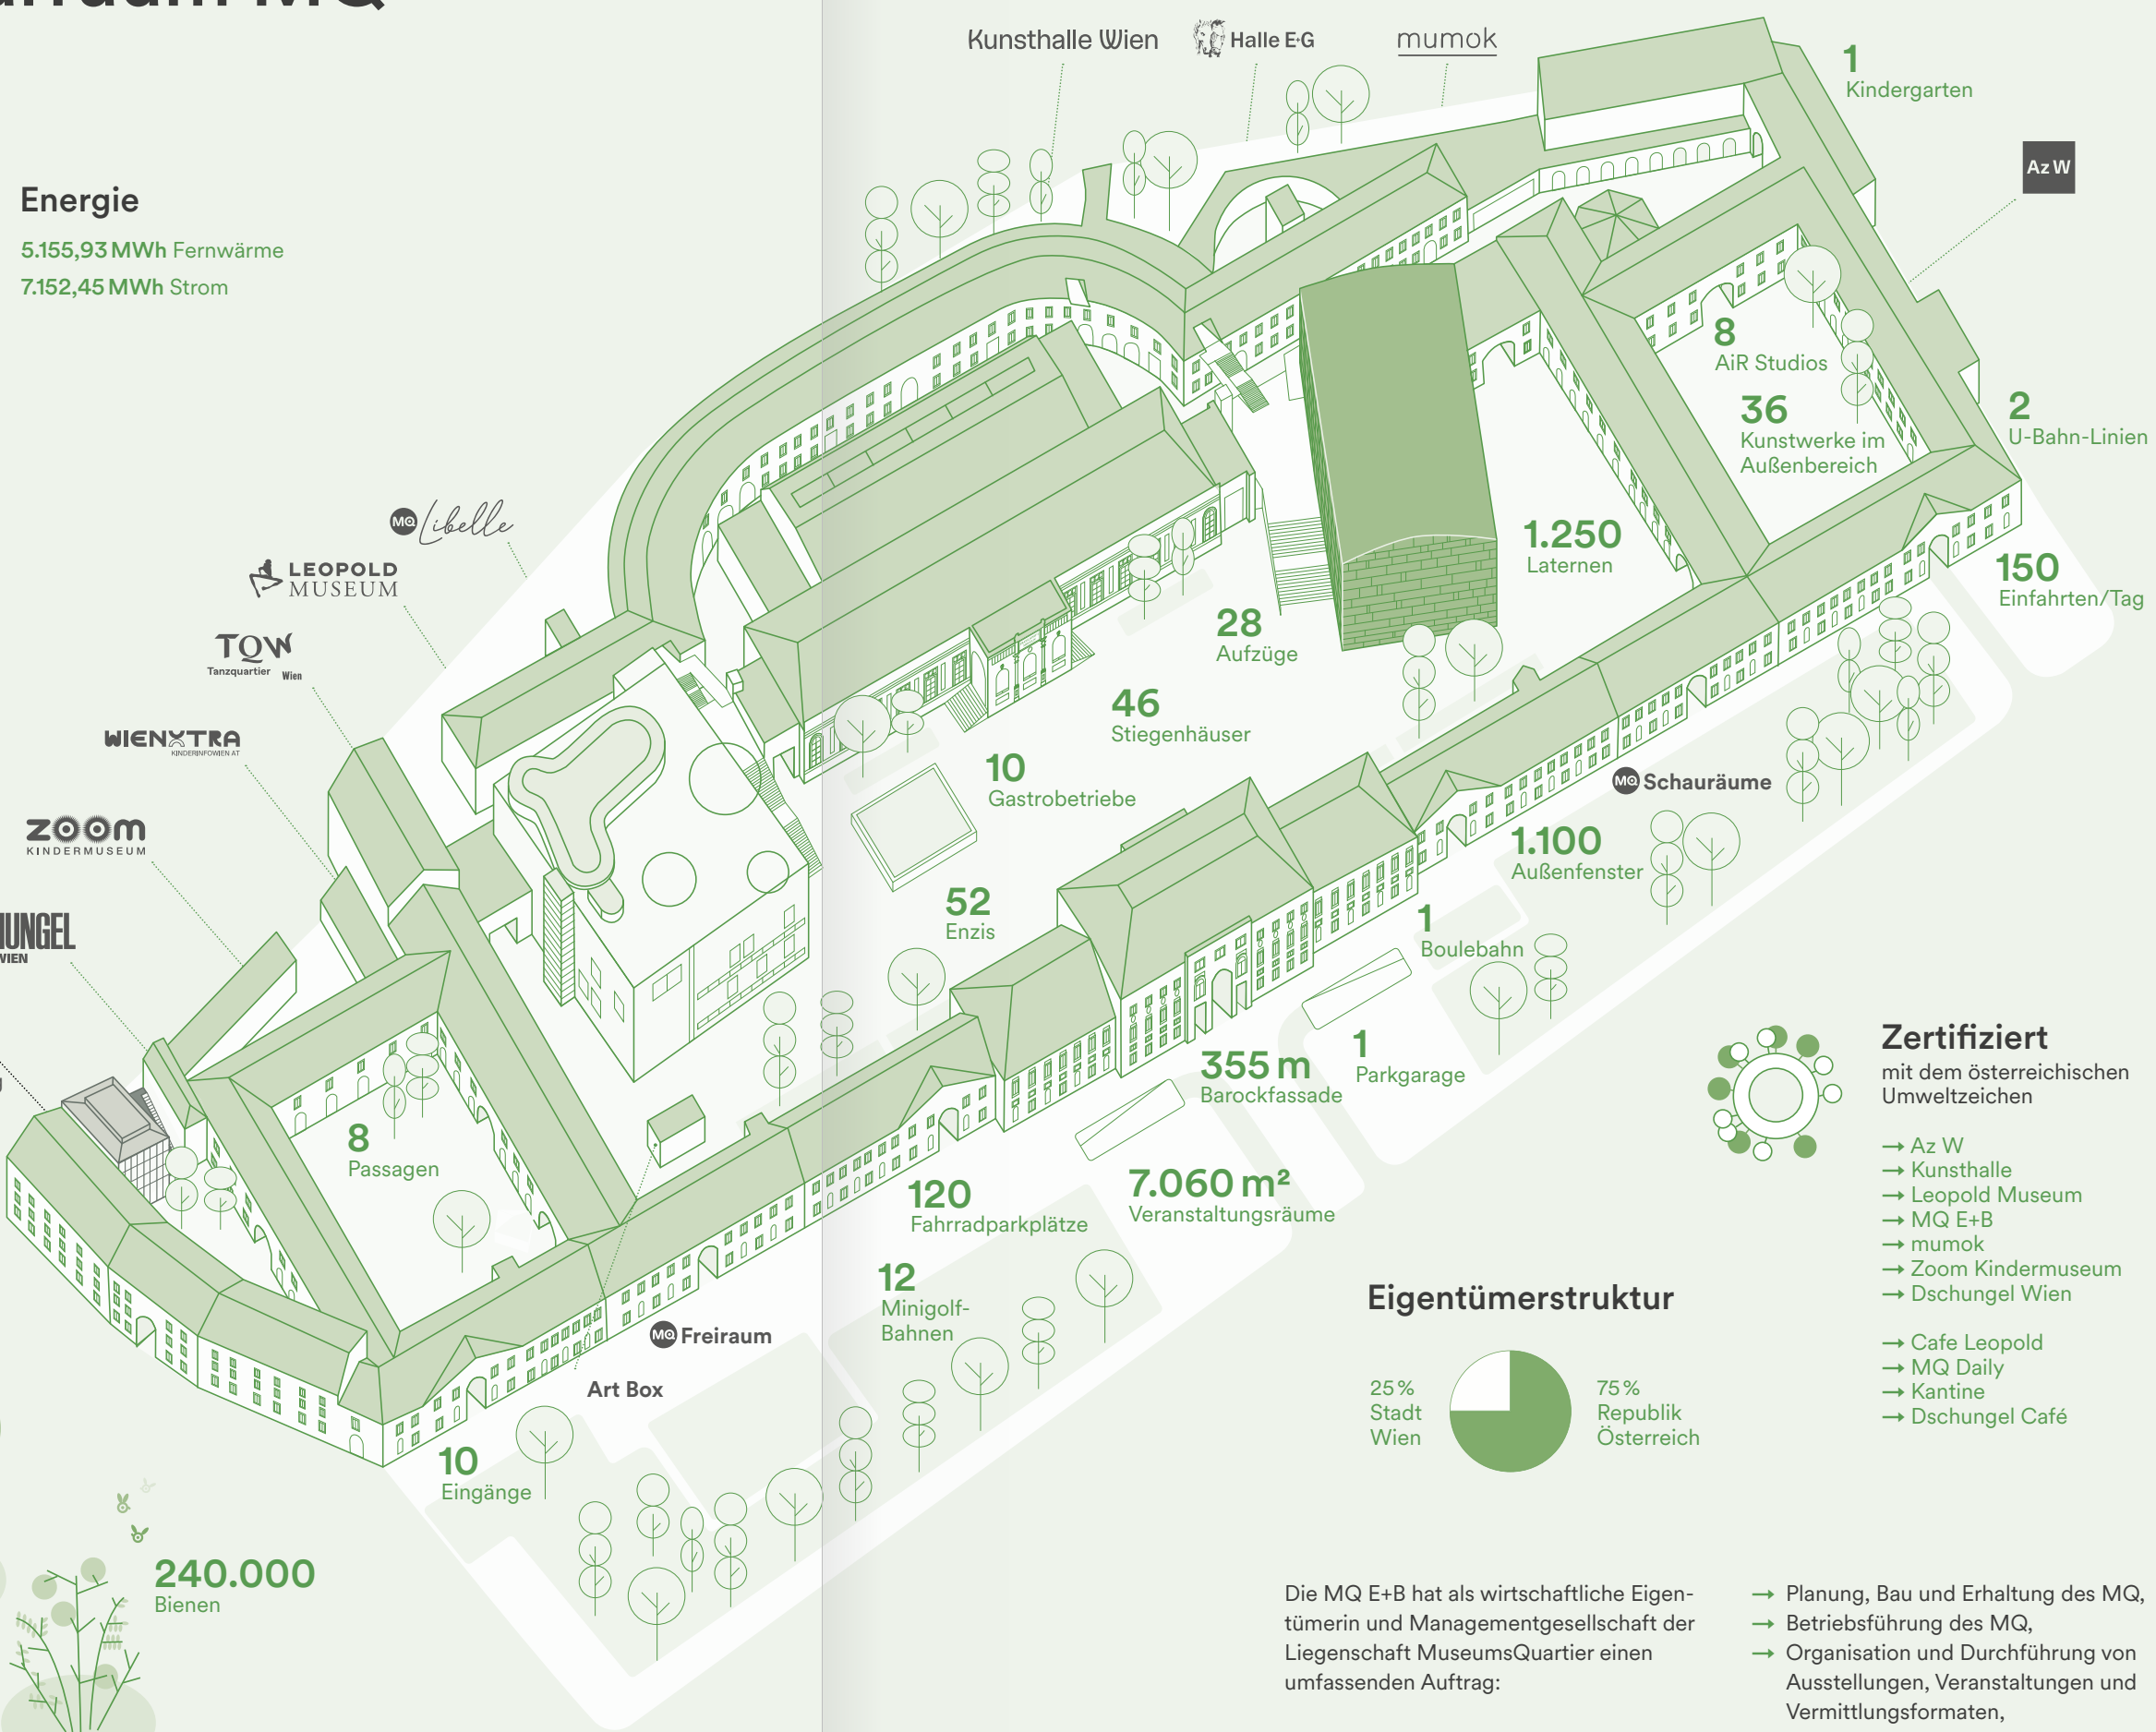 Energie
5.155,93 MWh Fernwärme
7.152,45 MWh Strom
Kunsthalle Wien
Halle E+G
mumok
1
Kindergarten
Az W
8
AiR Studios
36
Kunstwerke im
Außenbereich
2
U-Bahn-Linien
MQ Libelle
LEOPOLD
MUSEUM
TQW
Tanzquartier Wien
WIENXTRA
KINDERINFOWIEN.AT
ZOOM
KINDERMUSEUM
WIEN
1.250
Laternen
150
Einfahrten/Tag
28
Aufzüge
46
Stiegenhäuser
10
Gastrobetriebe
MQ Schauräume
1.100
Außenfenster
52
Enzis
1
Boulebahn
1
Parkgarage
355 m
Barockfassade
8
Passagen
7.060 m²
Veranstaltungsräume
120
Fahrradparkplätze
12
Minigolf-
Bahnen
MQ Freiraum
Art Box
10
Eingänge
240.000
Bienen
Zertifiziert
mit dem österreichischen
Umweltzeichen
→ Az W
→ Kunsthalle
→ Leopold Museum
→ MQ E+B
→ mumok
→ Zoom Kindermuseum
→ Dschungel Wien
→ Cafe Leopold
→ MQ Daily
→ Kantine
→ Dschungel Café
Eigentümerstruktur
25 %
Stadt
Wien
75 %
Republik
Österreich
Die MQ E+B hat als wirtschaftliche Eigen-
tümerin und Managementgesellschaft der
Liegenschaft MuseumsQuartier einen
umfassenden Auftrag:
→ Planung, Bau und Erhaltung des MQ,
→ Betriebsführung des MQ,
→ Organisation und Durchführung von
Ausstellungen, Veranstaltungen und
Vermittlungsformaten,